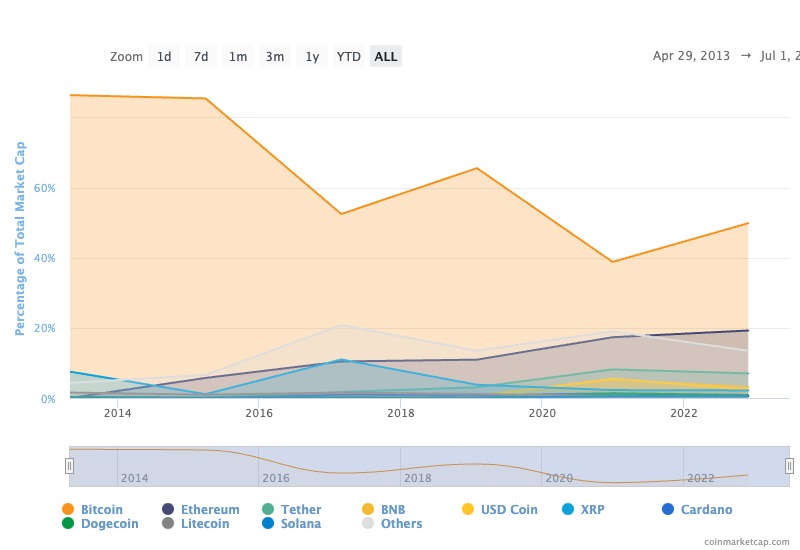 Zoom 1d 7d 1m 3m 1y YTD ALL Apr 29, 2013 → Jul 1, 2
Percentage of Total Market Cap
60%
40%
20%
0%
2014 2016 2018 2020 2022
2014 2016 2018 2020 2022
Bitcoin Ethereum Tether BNB USD Coin XRP Cardano
Dogecoin Litecoin Solana Others
coinmarketcap.com